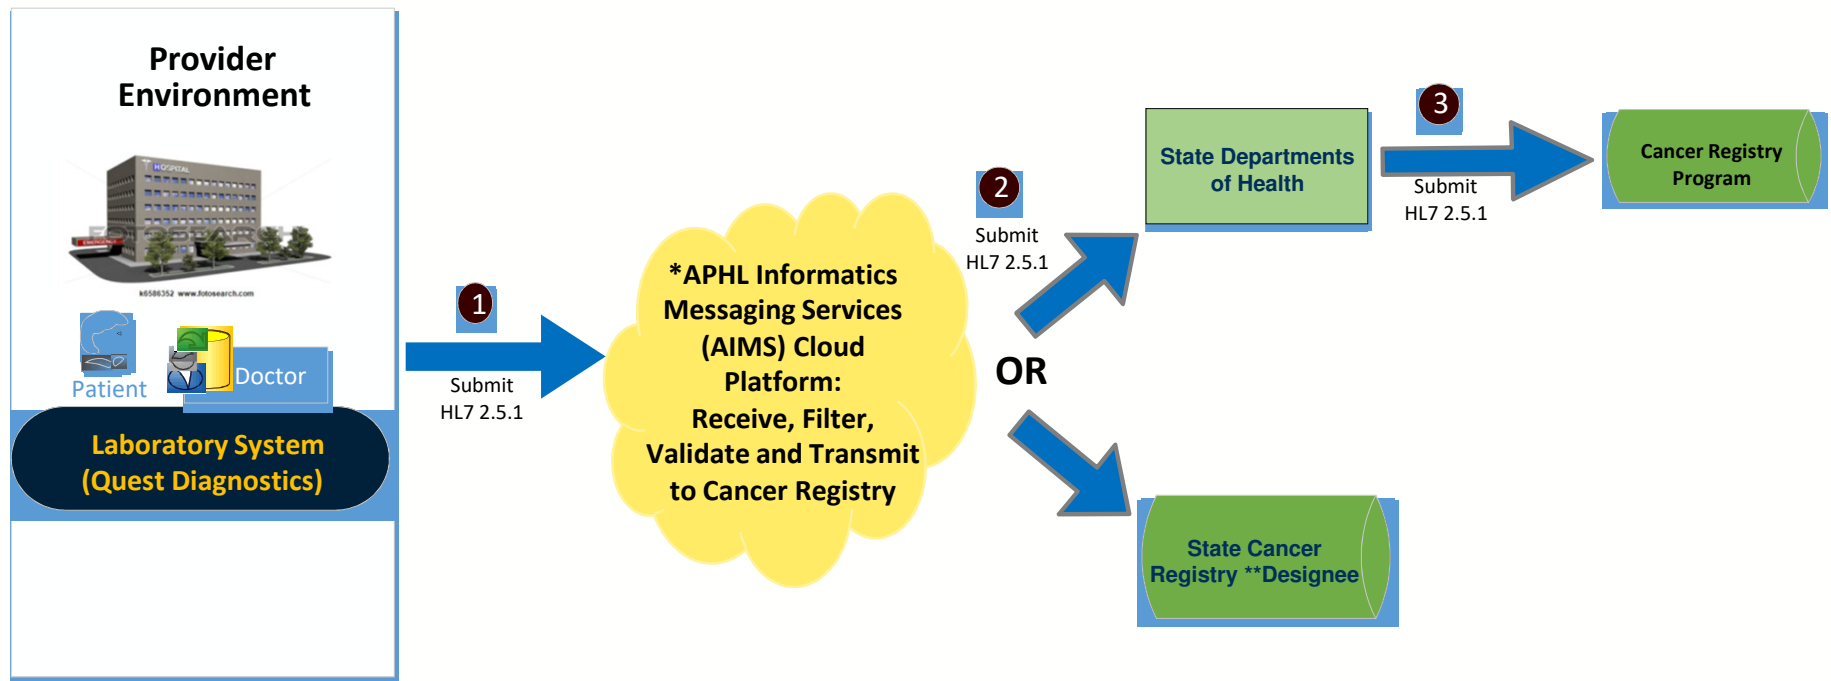 Provider
Environment
HOSPITAL
k6586352 www.fotosearch.com
Patient
Doctor
Laboratory System
(Quest Diagnostics)
1
Submit
HL7 2.5.1
*APHL Informatics
Messaging Services
(AIMS) Cloud
Platform:
Receive, Filter,
Validate and Transmit
to Cancer Registry
2
Submit
HL7 2.5.1
OR
State Departments
of Health
3
Submit
HL7 2.5.1
Cancer Registry
Program
State Cancer
Registry **Designee